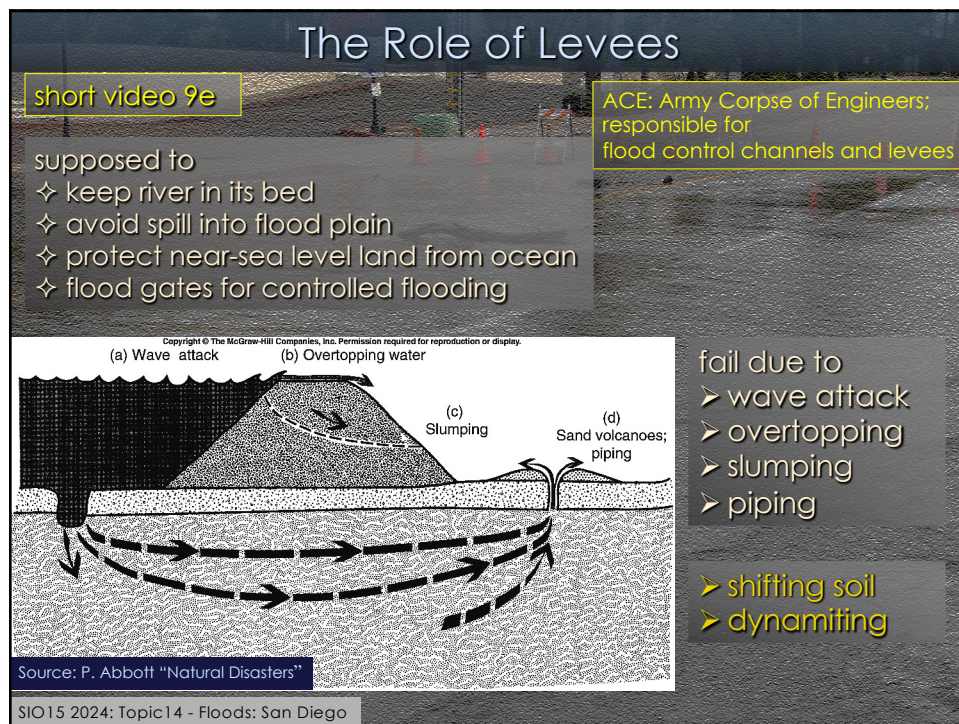 The Role of Levees
short video 9e
ACE: Army Corpse of Engineers;
responsible for
flood control channels and levees
supposed to
✧ keep river in its bed
✧ avoid spill into flood plain
✧ protect near-sea level land from ocean
✧ flood gates for controlled flooding
Copyright © The McGraw-Hill Companies, Inc. Permission required for reproduction or display.
(a) Wave attack
(b) Overtopping water
(c)
Slumping
(d)
Sand volcanoes;
piping
fail due to
➢ wave attack
➢ overtopping
➢ slumping
➢ piping
➢ shifting soil
➢ dynamiting
Source: P. Abbott “Natural Disasters”
SIO15 2024: Topic14 - Floods: San Diego